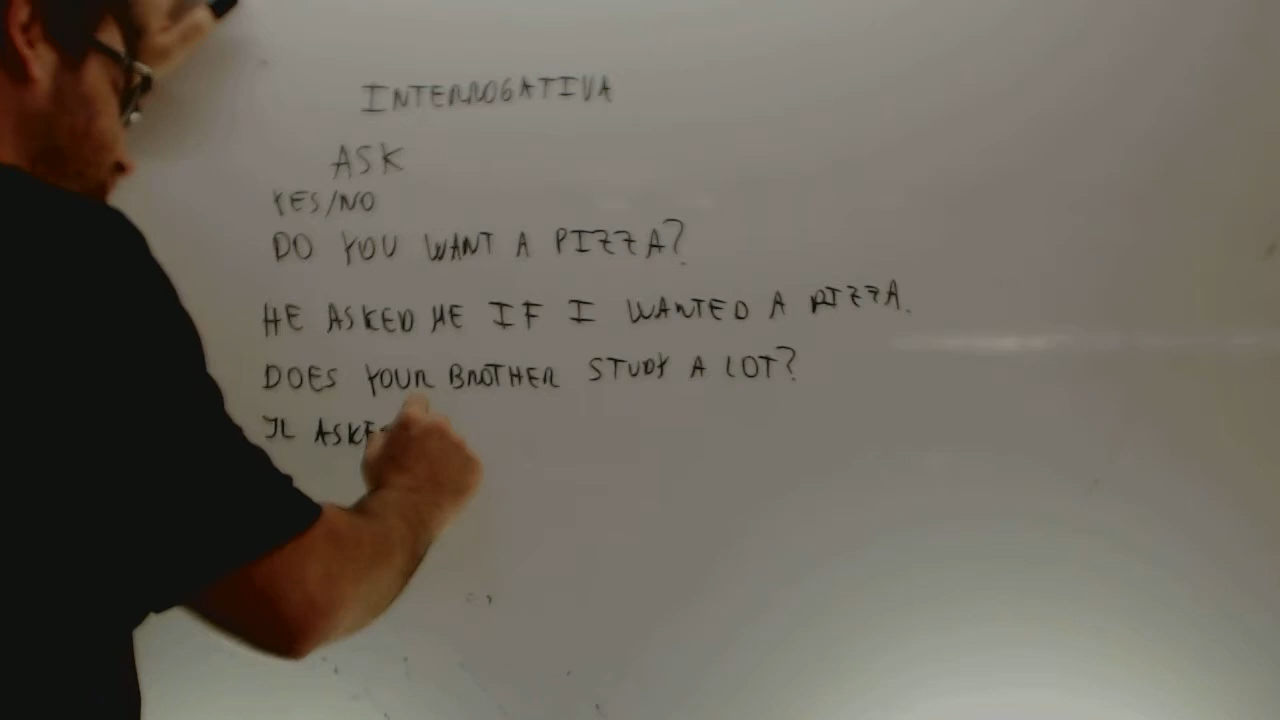 INTERROGATIVA
ASK
YES/NO
DO YOU WANT A PIZZA?
HE ASKED ME IF I WANTED A PIZZA.
DOES YOUR BROTHER STUDY A LOT?
ASKE